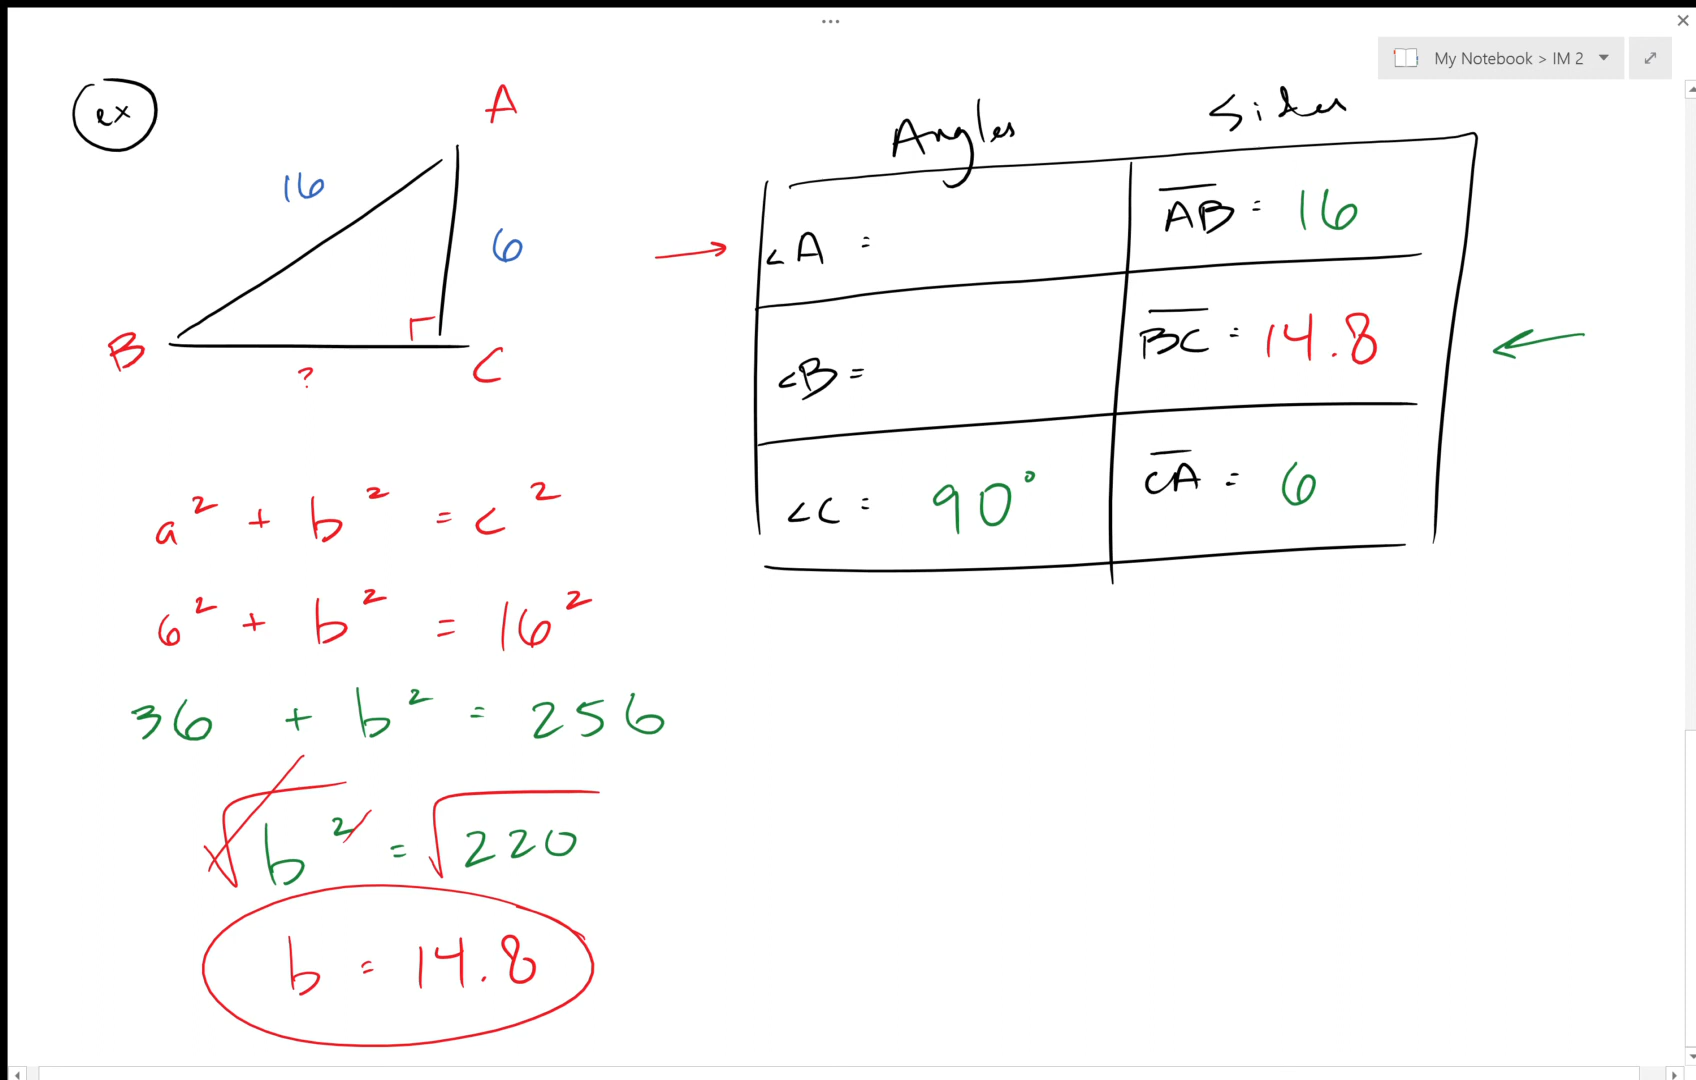 My Notebook > IM 2
ex
A
16
6
B
?
C
Angles Sides
<A = AB = 16
<B = BC = 14.8
<C = 90° CA = 6
a² + b² = c²
6² + b² = 16²
36 + b² = 256
√b² = √220
b = 14.8